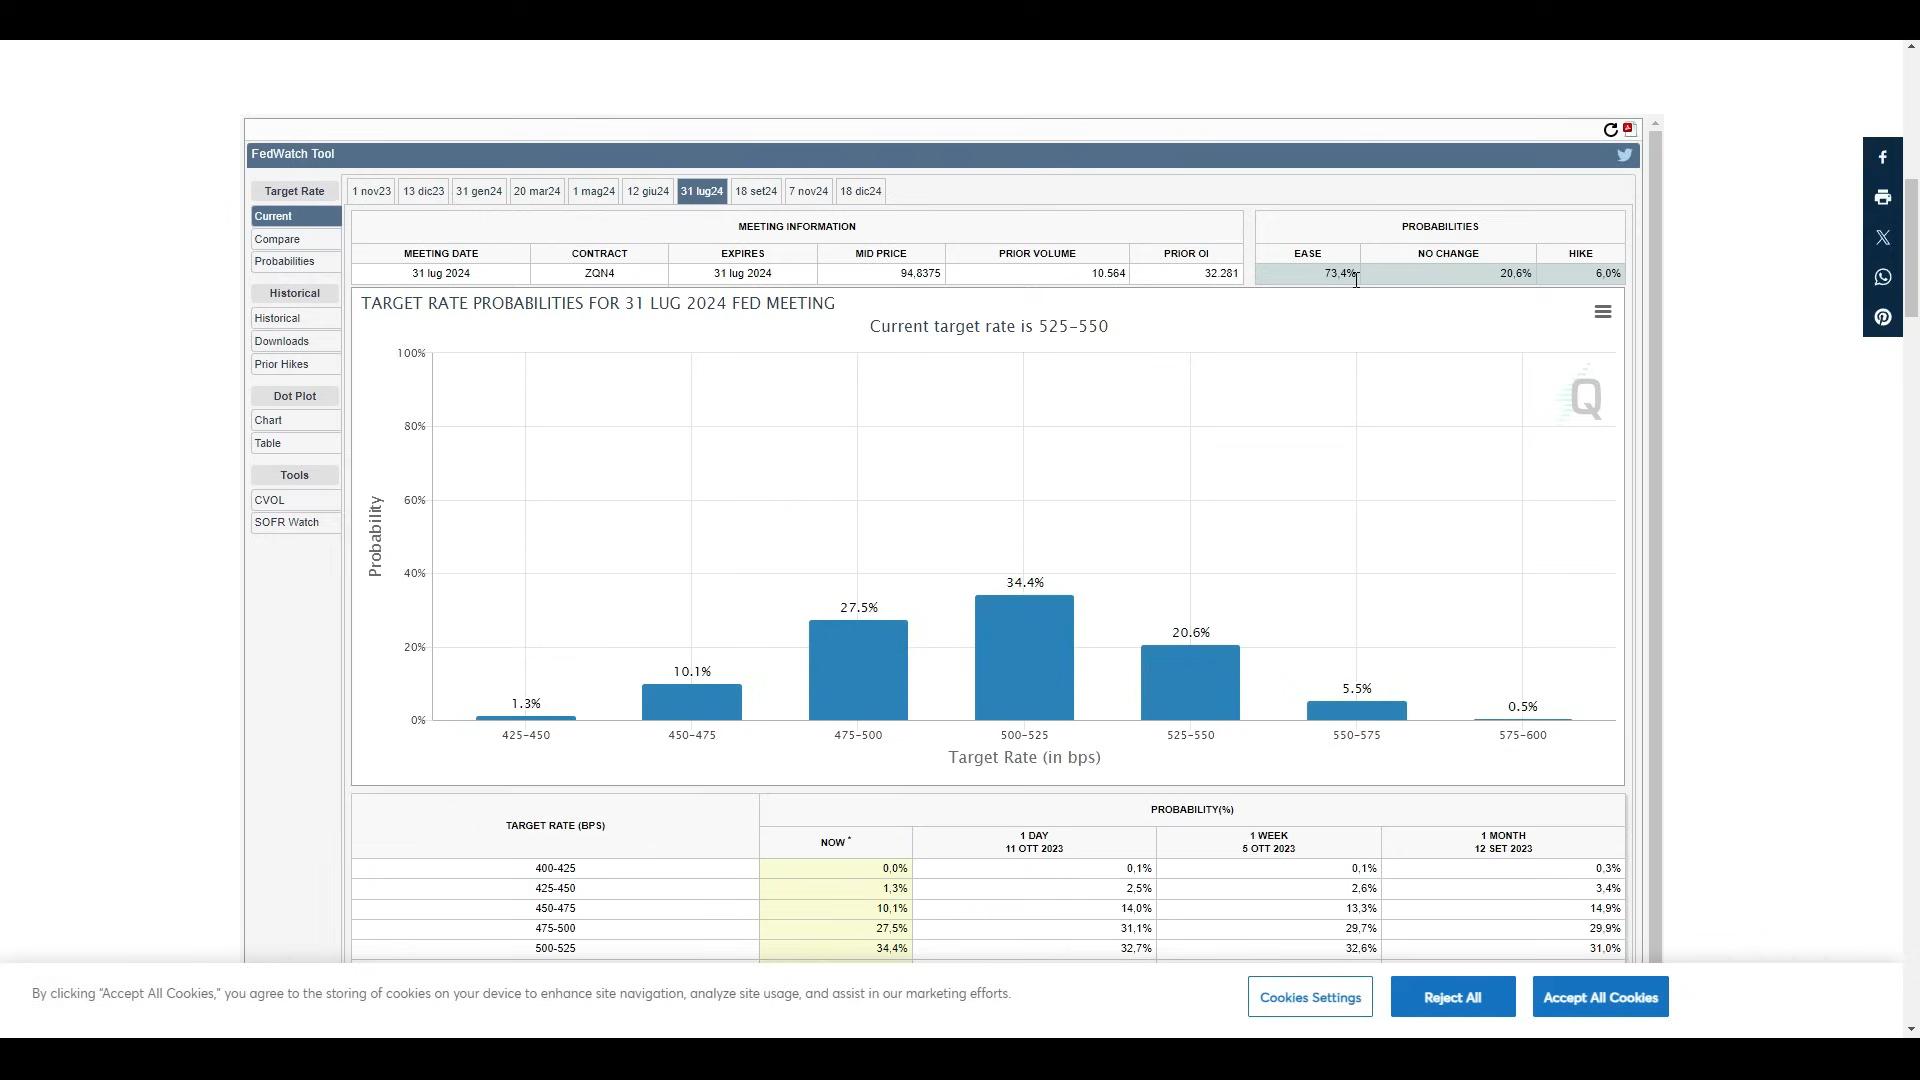 FedWatch Tool
Target Rate
Current
Compare
Probabilities
Historical
Historical
Downloads
Prior Hikes
Dot Plot
Chart
Table
Tools
CVOL
SOFR Watch
1 nov23 13 dic23 31 gen24 20 mar24 1 mag24 12 giu24 31 lug24 18 set24 7 nov24 18 dic24
MEETING INFORMATION
MEETING DATE CONTRACT EXPIRES MID PRICE PRIOR VOLUME PRIOR OI
31 lug 2024 ZQN4 31 lug 2024 94,8375 10.564 32.281
PROBABILITIES
EASE NO CHANGE HIKE
73,4% 20,6% 6,0%
TARGET RATE PROBABILITIES FOR 31 LUG 2024 FED MEETING
Current target rate is 525-550
Q
Probability
100%
80%
60%
40%
20%
0%
1.3% 10.1% 27.5% 34.4% 20.6% 5.5% 0.5%
425-450 450-475 475-500 500-525 525-550 550-575 575-600
Target Rate (in bps)
TARGET RATE (BPS) PROBABILITY(%)
NOW * 1 DAY 11 OTT 2023 1 WEEK 5 OTT 2023 1 MONTH 12 SET 2023
400-425 0,0% 0,1% 0,1% 0,3%
425-450 1,3% 2,5% 2,6% 3,4%
450-475 10,1% 14,0% 13,3% 14,9%
475-500 27,5% 31,1% 29,7% 29,9%
500-525 34,4% 32,7% 32,6% 31,0%
By clicking "Accept All Cookies," you agree to the storing of cookies on your device to enhance site navigation, analyze site usage, and assist in our marketing efforts.
Cookies Settings
Reject All
Accept All Cookies